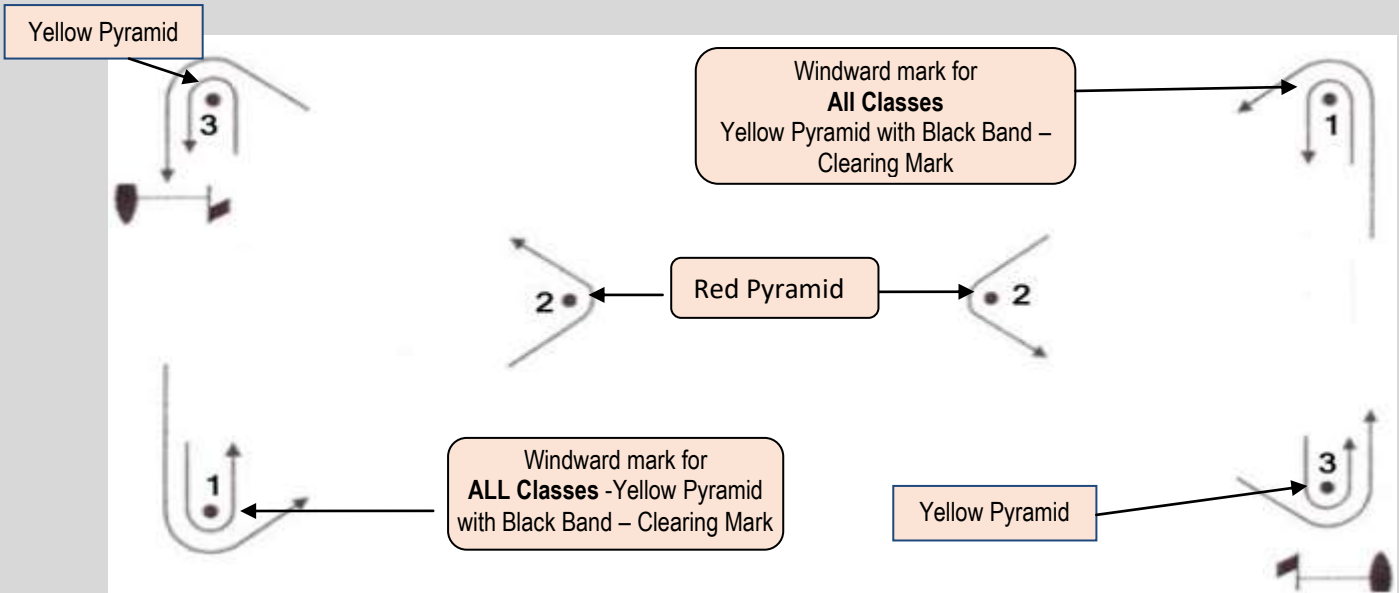 Yellow Pyramid
3
Windward mark for
All Classes
Yellow Pyramid with Black Band –
Clearing Mark
1
2
Red Pyramid
2
1
Windward mark for
ALL Classes -Yellow Pyramid
with Black Band – Clearing Mark
Yellow Pyramid
3